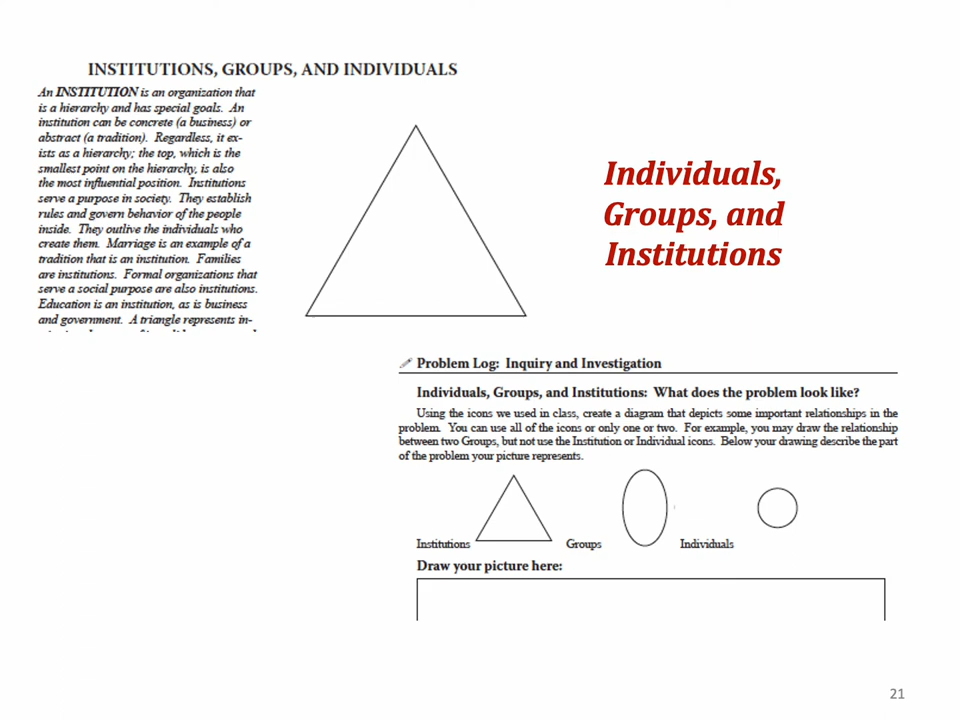 INSTITUTIONS, GROUPS, AND INDIVIDUALS
An INSTITUTION is an organization that
is a hierarchy and has special goals. An
institution can be concrete (a business) or
abstract (a tradition). Regardless, it ex-
ists as a hierarchy; the top, which is the
smallest point on the hierarchy, is also
the most influential position. Institutions
serve a purpose in society. They establish
rules and govern behavior of the people
inside. They outlive the individuals who
create them. Marriage is an example of a
tradition that is an institution. Families
are institutions. Formal organizations that
serve a social purpose are also institutions.
Education is an institution, as is business
and government. A triangle represents in-
Individuals,
Groups, and
Institutions
Problem Log: Inquiry and Investigation
Individuals, Groups, and Institutions: What does the problem look like?
Using the icons we used in class, create a diagram that depicts some important relationships in the
problem. You can use all of the icons or only one or two. For example, you may draw the relationship
between two Groups, but not use the Institution or Individual icons. Below your drawing describe the part
of the problem your picture represents.
Institutions Groups Individuals
Draw your picture here:
21